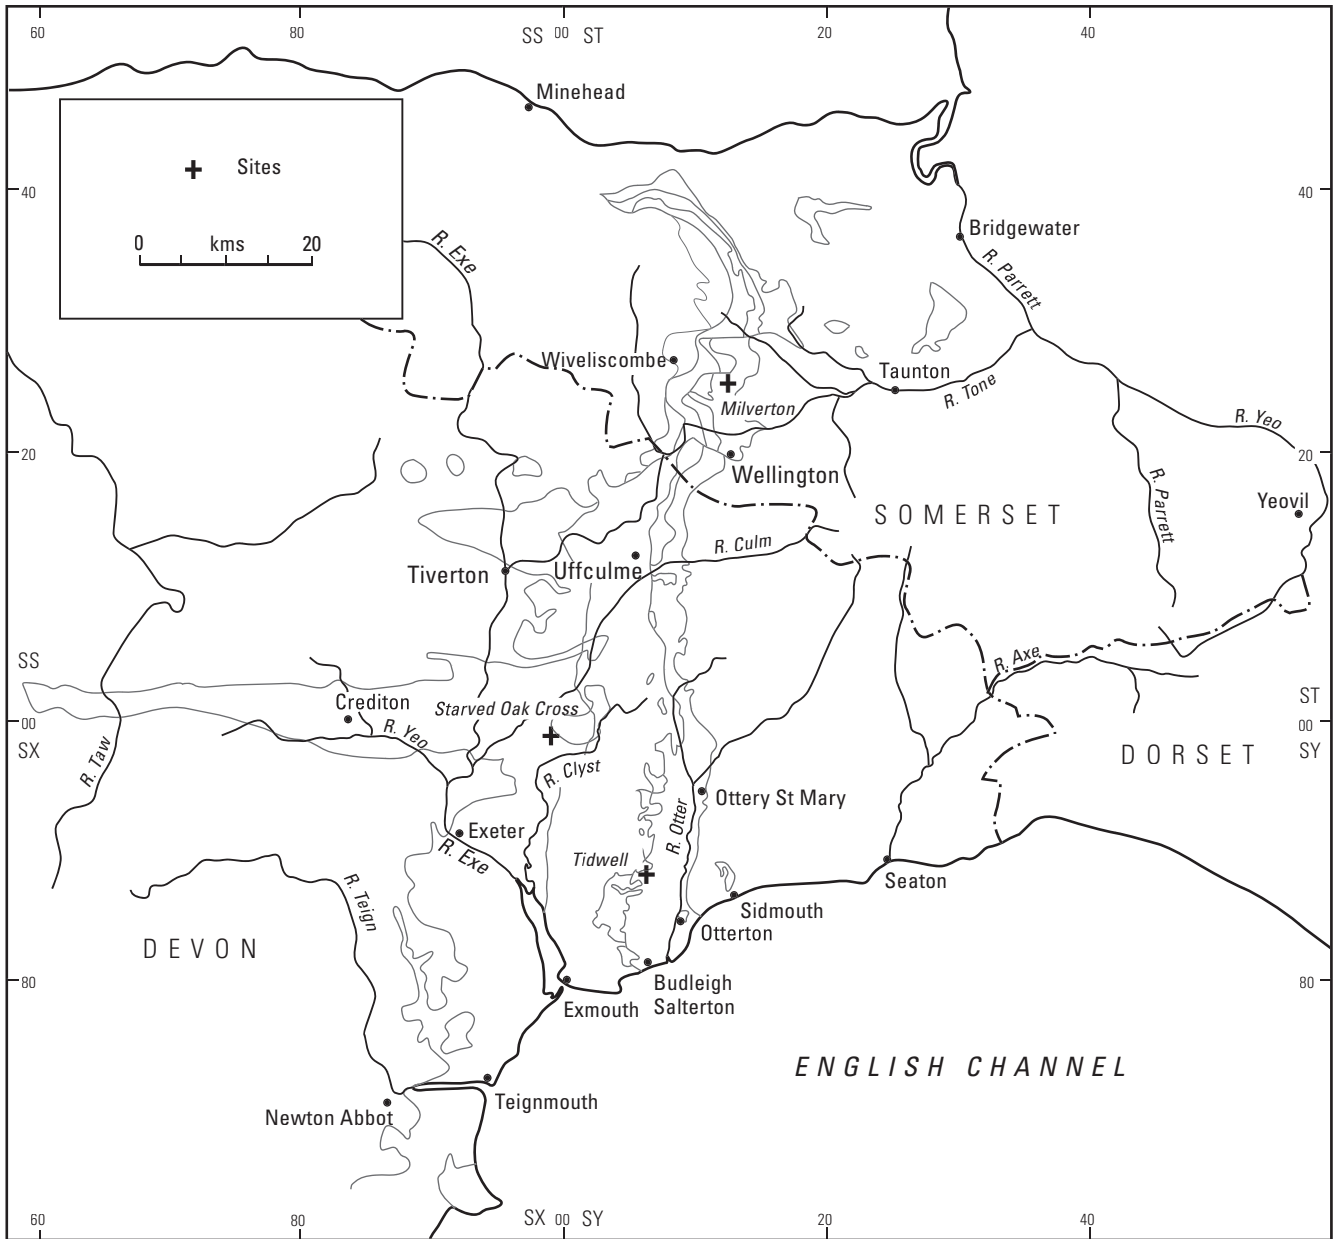 60 80 SS 00 ST 20 40
Minehead
Sites
0 kms 20
40 40
R. Exe
Bridgewater
R. Parrett
Wiveliscombe
Taunton
R. Tone
Milverton
R. Yeo
20 20
Wellington
R. Parrett
Yeovil
SOMERSET
R. Culm
Tiverton
Uffculme
SS
R. Axe
ST
Crediton
Starved Oak Cross
00 00
R. Yeo
SX SY
R. Taw
DORSET
R. Clyst
Ottery St Mary
R. Otter
Exeter
R. Exe
Tidwell
Seaton
R. Teign
Sidmouth
Otterton
DEVON
80 80
Budleigh
Salterton
Exmouth
ENGLISH CHANNEL
Teignmouth
Newton Abbot
60 80 SX 00 SY 20 40